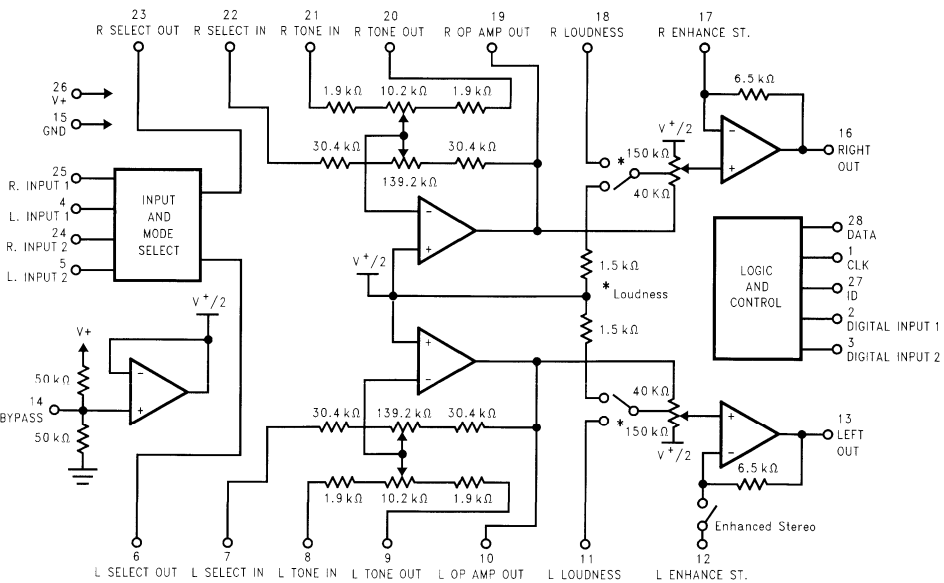 23
R SELECT OUT
22
R SELECT IN
21
R TONE IN
20
R TONE OUT
19
R OP AMP OUT
18
R LOUDNESS
17
R ENHANCE ST.
26
V+
15
GND
1.9 kΩ
10.2 kΩ
1.9 kΩ
6.5 kΩ
30.4 kΩ
30.4 kΩ
139.2 kΩ
V+/2
*
150 kΩ
40 KΩ
−
+
16
RIGHT
OUT
25
R. INPUT 1
4
L. INPUT 1
24
R. INPUT 2
5
L. INPUT 2
INPUT
AND
MODE
SELECT
−
+
V+/2
1.5 kΩ
* Loudness
1.5 kΩ
LOGIC
AND
CONTROL
28
DATA
1
CLK
27
ID
2
DIGITAL INPUT 1
3
DIGITAL INPUT 2
V+/2
V+
50 kΩ
14
BYPASS
50 kΩ
−
+
+
−
30.4 kΩ
139.2 kΩ
30.4 kΩ
40 KΩ
*150 kΩ
V+/2
+
−
13
LEFT
OUT
6.5 kΩ
1.9 kΩ
10.2 kΩ
1.9 kΩ
Enhanced Stereo
6
L SELECT OUT
7
L SELECT IN
8
L TONE IN
9
L TONE OUT
10
L OP AMP OUT
11
L LOUDNESS
12
L ENHANCE ST.